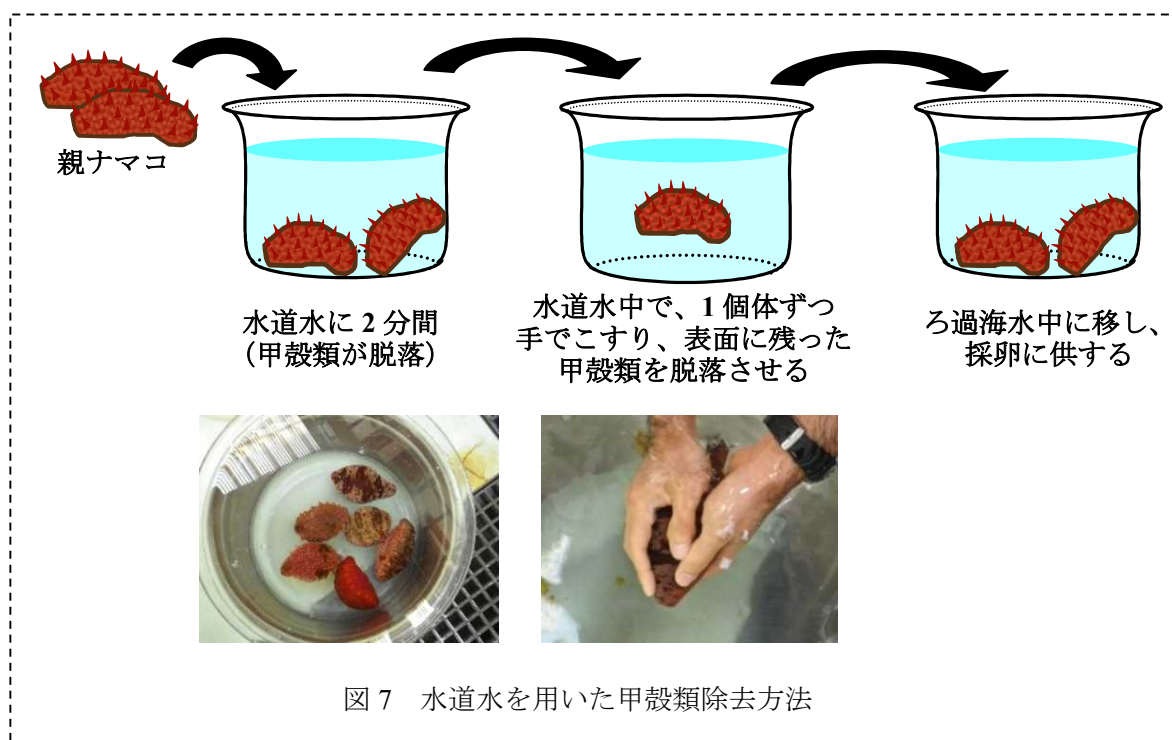 親ナマコ
水道水に 2 分間
（甲殻類が脱落）
水道水中で、1 個体ずつ
手でこすり、表面に残った
甲殻類を脱落させる
ろ過海水中に移し、
採卵に供する
図 7　水道水を用いた甲殻類除去方法